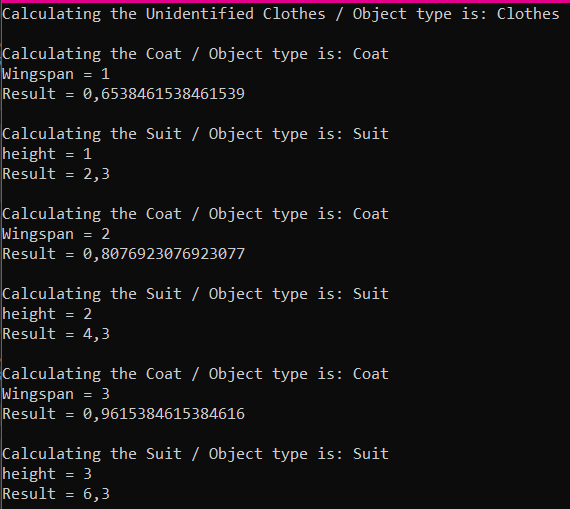 Calculating the Unidentified Clothes / Object type is: Clothes
Calculating the Coat / Object type is: Coat
Wingspan = 1
Result = 0,6538461538461539
Calculating the Suit / Object type is: Suit
height = 1
Result = 2,3
Calculating the Coat / Object type is: Coat
Wingspan = 2
Result = 0,8076923076923077
Calculating the Suit / Object type is: Suit
height = 2
Result = 4,3
Calculating the Coat / Object type is: Coat
Wingspan = 3
Result = 0,9615384615384616
Calculating the Suit / Object type is: Suit
height = 3
Result = 6,3